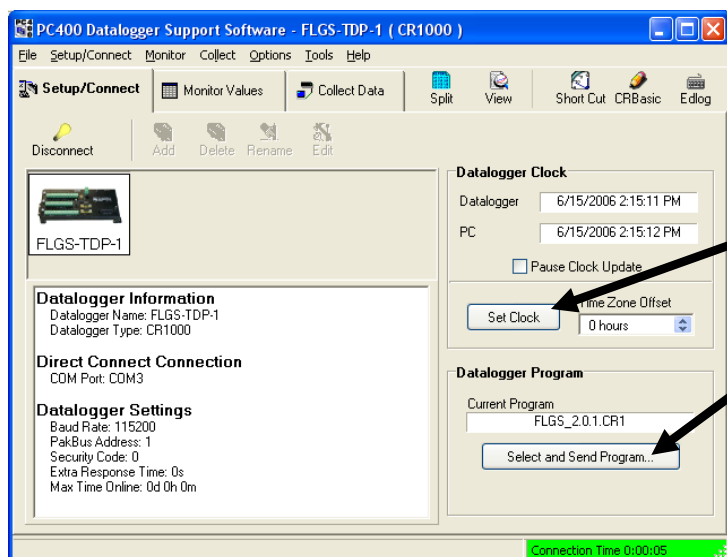 PC400 Datalogger Support Software - FLGS-TDP-1 ( CR1000 )
File Setup/Connect Monitor Collect Options Tools Help
Setup/Connect Monitor Values Collect Data Split View Short Cut CRBasic Edlog
Disconnect Add Delete Rename Edit
FLGS-TDP-1
Datalogger Information
Datalogger Name: FLGS-TDP-1
Datalogger Type: CR1000
Direct Connect Connection
COM Port: COM3
Datalogger Settings
Baud Rate: 115200
PakBus Address: 1
Security Code: 0
Extra Response Time: 0s
Max Time Online: 0d 0h 0m
Datalogger Clock
Datalogger 6/15/2006 2:15:11 PM
PC 6/15/2006 2:15:12 PM
Pause Clock Update
Set Clock
Time Zone Offset
0 hours
Datalogger Program
Current Program
FLGS_2.0.1.CR1
Select and Send Program...
Connection Time 0:00:05